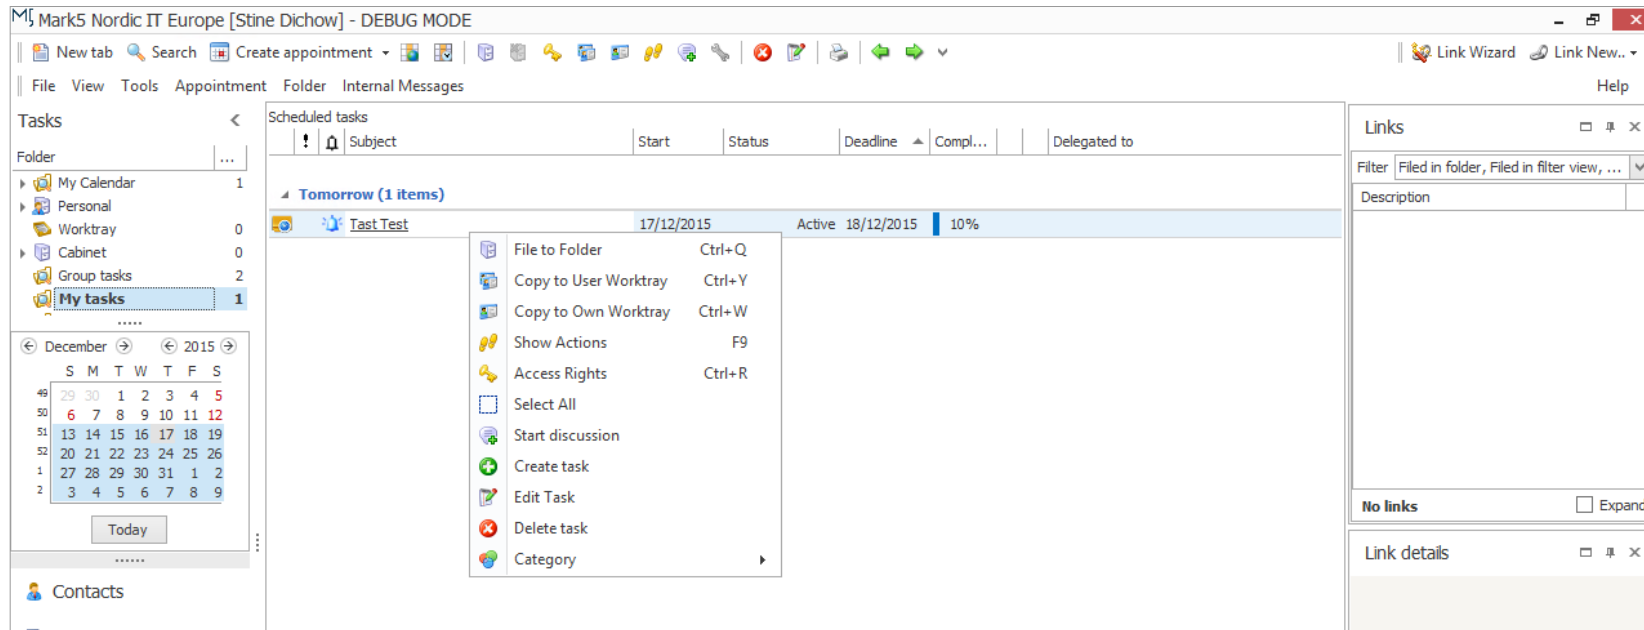 Mark5 Nordic IT Europe [Stine Dichow] - DEBUG MODE
New tab Search Create appointment Link Wizard Link New..
File View Tools Appointment Folder Internal Messages Help
Tasks
Folder ...
My Calendar 1
Personal
Worktray 0
Cabinet 0
Group tasks 2
My tasks 1
December 2015
S M T W T F S
49 29 30 1 2 3 4 5
50 6 7 8 9 10 11 12
51 13 14 15 16 17 18 19
52 20 21 22 23 24 25 26
1 27 28 29 30 31 1 2
2 3 4 5 6 7 8 9
Today
Contacts
Scheduled tasks
! Subject Start Status Deadline Compl... Delegated to
Tomorrow (1 items)
Tast Test 17/12/2015 Active 18/12/2015 10%
File to Folder Ctrl+Q
Copy to User Worktray Ctrl+Y
Copy to Own Worktray Ctrl+W
Show Actions F9
Access Rights Ctrl+R
Select All
Start discussion
Create task
Edit Task
Delete task
Category
Links
Filter Filed in folder, Filed in filter view, ...
Description
No links Expand
Link details